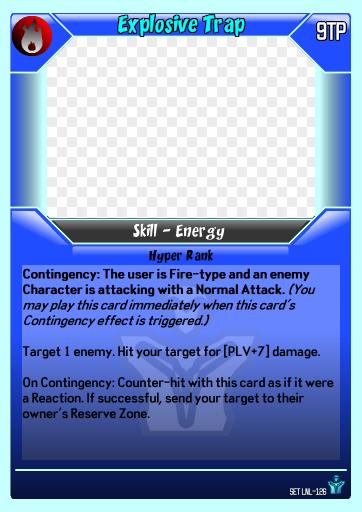 Explosive Trap
9TP
Skill - Energy
Hyper Rank
Contingency: The user is Fire-type and an enemy
Character is attacking with a Normal Attack. (You
may play this card immediately when this card's
Contingency effect is triggered.)
Target 1 enemy. Hit your target for [PLV+7] damage.
On Contingency: Counter-hit with this card as if it were
a Reaction. If successful, send your target to their
owner's Reserve Zone.
SET LNL-126